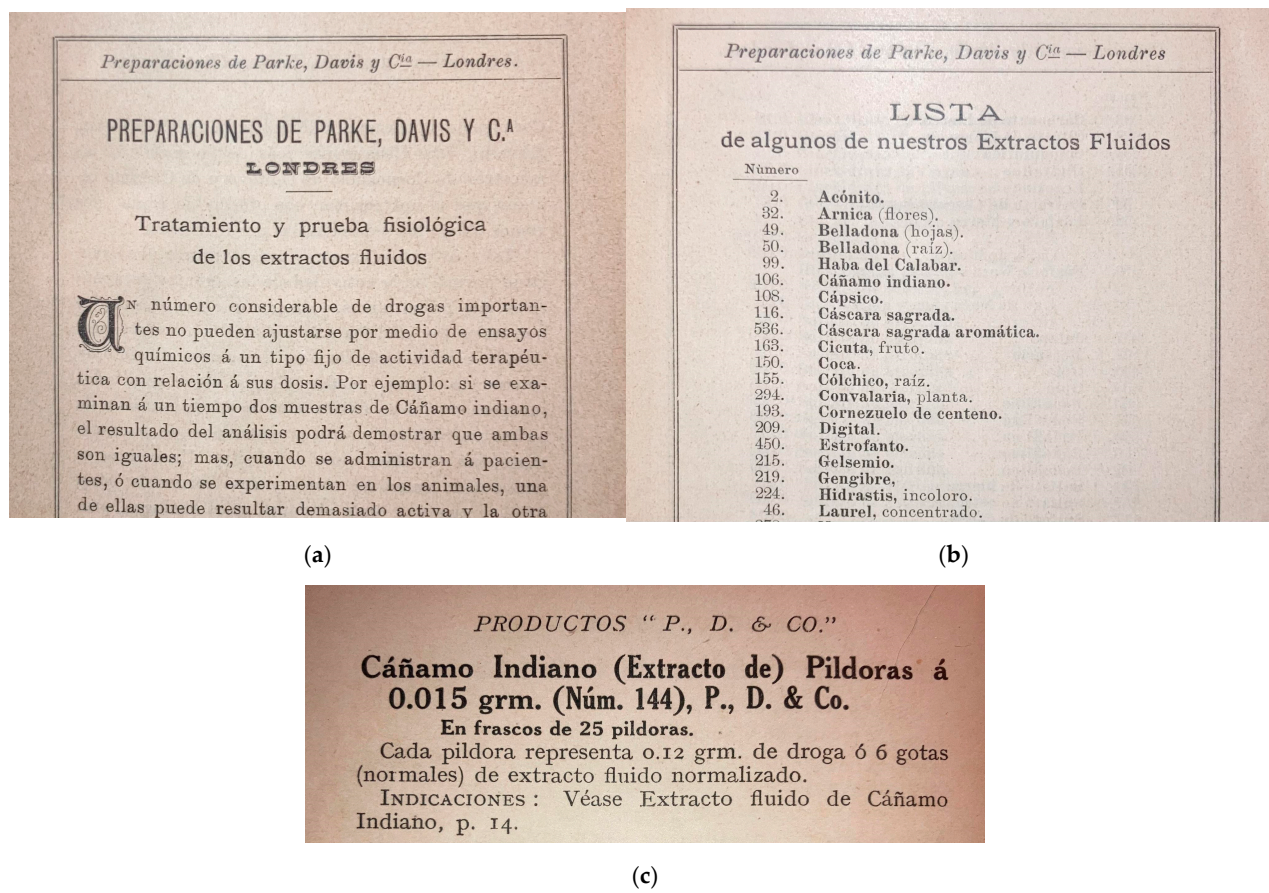 Preparaciones de Parke, Davis y Cía — Londres.
PREPARACIONES DE PARKE, DAVIS Y C.A
LONDRES
Tratamiento y prueba fisiológica
de los extractos fluidos
UN número considerable de drogas importan-
tes no pueden ajustarse por medio de ensayos
químicos á un tipo fijo de actividad terapéu-
tica con relación á sus dosis. Por ejemplo: si se exa-
minan á un tiempo dos muestras de Cáñamo indiano,
el resultado del análisis podrá demostrar que ambas
son iguales; mas, cuando se administran á pacien-
tes, ó cuando se experimentan en los animales, una
de ellas puede resultar demasiado activa y la otra
(a)
Preparaciones de Parke, Davis y Cía — Londres
LISTA
de algunos de nuestros Extractos Fluidos
Número
2. Acónito.
32. Arnica (flores).
49. Belladona (hojas).
50. Belladona (raíz).
99. Haba del Calabar.
106. Cáñamo indiano.
108. Cápsico.
116. Cáscara sagrada.
536. Cáscara sagrada aromática.
163. Cicuta, fruto.
150. Coca.
155. Cólchico, raíz.
294. Convalaria, planta.
193. Cornezuelo de centeno.
209. Digital.
450. Estrofanto.
215. Gelsemio.
219. Gengibre,
224. Hidrastis, incoloro.
46. Laurel, concentrado.
(b)
PRODUCTOS “P., D. & CO.”
Cáñamo Indiano (Extracto de) Pildoras á
0.015 grm. (Núm. 144), P., D. & Co.
En frascos de 25 pildoras.
Cada pildora representa 0.12 grm. de droga ó 6 gotas
(normales) de extracto fluido normalizado.
INDICACIONES : Véase Extracto fluido de Cáñamo
Indiano, p. 14.
(c)